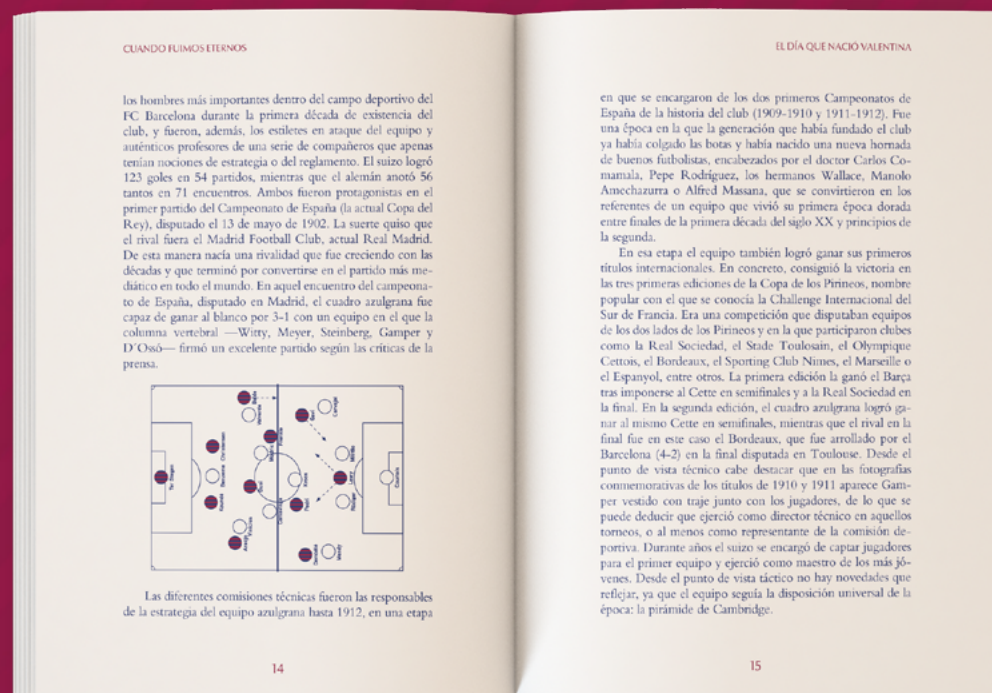 CUANDO FUIMOS ETERNOS
los hombres más importantes dentro del campo deportivo del
FC Barcelona durante la primera década de existencia del
club, y fueron, además, los estiletes en ataque del equipo y
auténticos profesores de una serie de compañeros que apenas
tenían nociones de estrategia o del reglamento. El suizo logró
123 goles en 54 partidos, mientras que el alemán anotó 56
tantos en 71 encuentros. Ambos fueron protagonistas en el
primer partido del Campeonato de España (la actual Copa del
Rey), disputado el 13 de mayo de 1902. La suerte quiso que
el rival fuera el Madrid Football Club, actual Real Madrid.
De esta manera nacía una rivalidad que fue creciendo con las
décadas y que terminó por convertirse en el partido más me-
diático en todo el mundo. En aquel encuentro del campeona-
to de España, disputado en Madrid, el cuadro azulgrana fue
capaz de ganar al blanco por 3-1 con un equipo en el que la
columna vertebral —Witty, Meyer, Steinberg, Gamper y
D'Ossó— firmó un excelente partido según las críticas de la
prensa.
Ter Stegen
Courtois
Las diferentes comisiones técnicas fueron las responsables
de la estrategia del equipo azulgrana hasta 1912, en una etapa
14
EL DÍA QUE NACIÓ VALENTINA
en que se encargaron de los dos primeros Campeonatos de
España de la historia del club (1909-1910 y 1911-1912). Fue
una época en la que la generación que había fundado el club
ya había colgado las botas y había nacido una nueva hornada
de buenos futbolistas, encabezados por el doctor Carlos Co-
mamala, Pepe Rodríguez, los hermanos Wallace, Manolo
Amechazurra o Alfred Massana, que se convirtieron en los
referentes de un equipo que vivió su primera época dorada
entre finales de la primera década del siglo XX y principios de
la segunda.
En esa etapa el equipo también logró ganar sus primeros
títulos internacionales. En concreto, consiguió la victoria en
las tres primeras ediciones de la Copa de los Pirineos, nombre
popular con el que se conocía la Challenge Internacional del
Sur de Francia. Era una competición que disputaban equipos
de los dos lados de los Pirineos y en la que participaron clubes
como la Real Sociedad, el Stade Toulosain, el Olympique
Cettois, el Bordeaux, el Sporting Club Nimes, el Marseille o
el Espanyol, entre otros. La primera edición la ganó el Barça
tras imponerse al Cette en semifinales y a la Real Sociedad en
la final. En la segunda edición, el cuadro azulgrana logró ga-
nar al mismo Cette en semifinales, mientras que el rival en la
final fue en este caso el Bordeaux, que fue arrollado por el
Barcelona (4-2) en la final disputada en Toulouse. Desde el
punto de vista técnico cabe destacar que en las fotografías
conmemorativas de los títulos de 1910 y 1911 aparece Gam-
per vestido con traje junto con los jugadores, de lo que se
puede deducir que ejerció como director técnico en aquellos
torneos, o al menos como representante de la comisión de-
portiva. Durante años el suizo se encargó de captar jugadores
para el primer equipo y ejerció como maestro de los más jó-
venes. Desde el punto de vista táctico no hay novedades que
reflejar, ya que el equipo seguía la disposición universal de la
época: la pirámide de Cambridge.
15